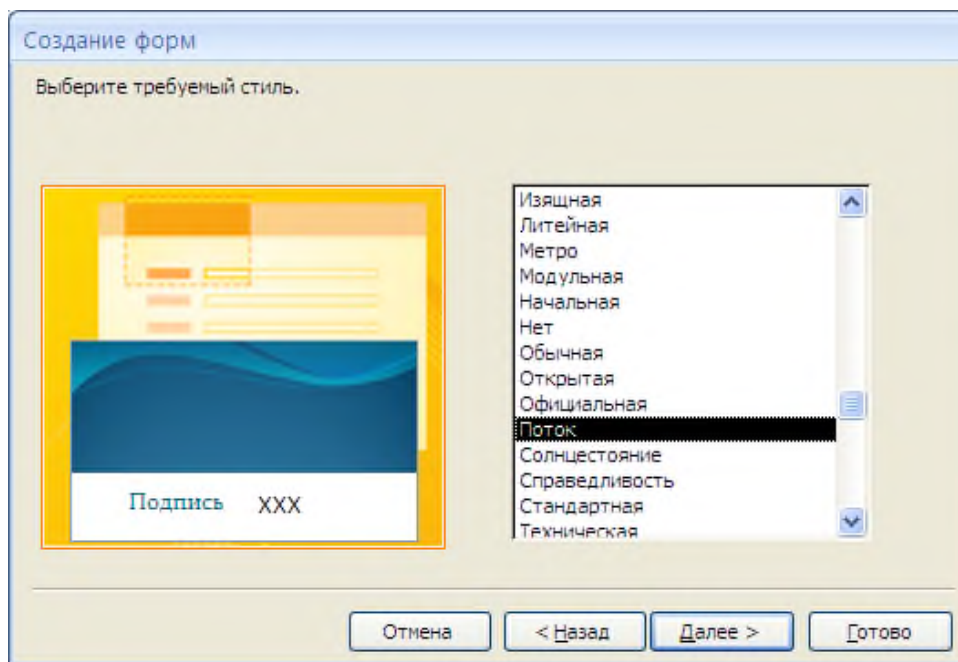 Создание форм
Выберите требуемый стиль.
Подпись XXX
Изящная
Литейная
Метро
Модульная
Начальная
Нет
Обычная
Открытая
Официальная
Поток
Солнцестояние
Справедливость
Стандартная
Техническая
Отмена
< Назад
Далее >
Готово